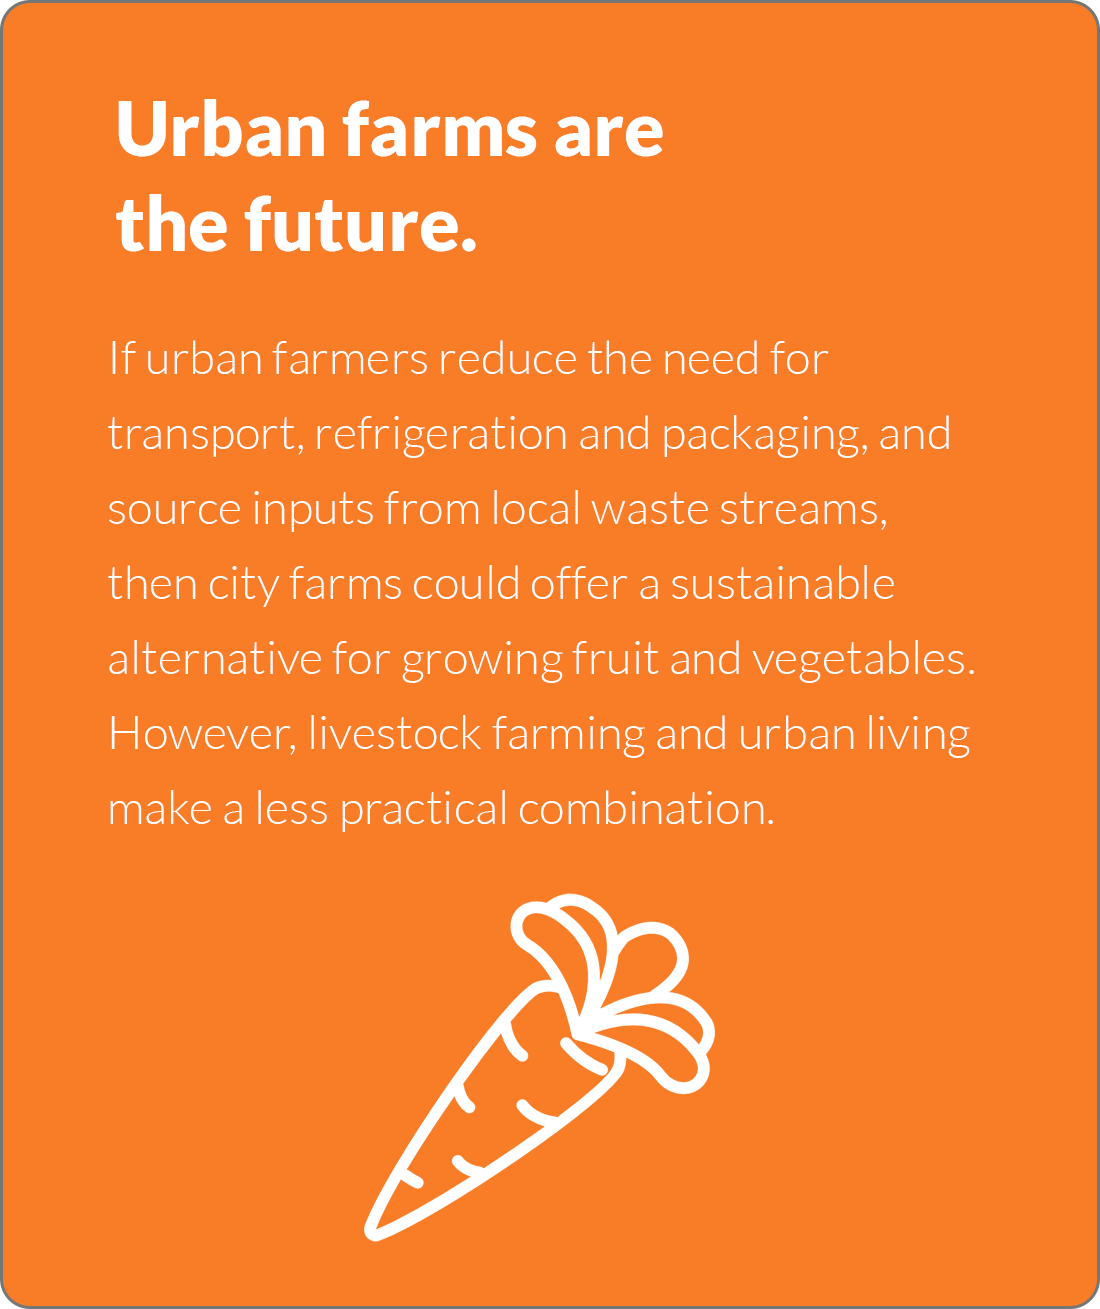 Urban farms are
the future.
If urban farmers reduce the need for
transport, refrigeration and packaging, and
source inputs from local waste streams,
then city farms could offer a sustainable
alternative for growing fruit and vegetables.
However, livestock farming and urban living
make a less practical combination.